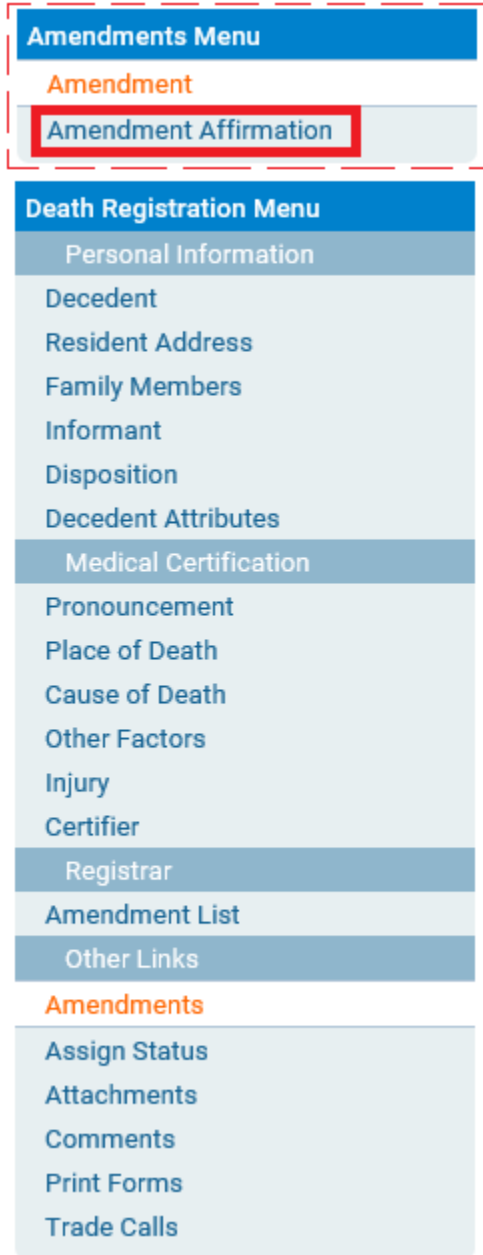 Amendments Menu
Amendment
Amendment Affirmation
Death Registration Menu
Personal Information
Decedent
Resident Address
Family Members
Informant
Disposition
Decedent Attributes
Medical Certification
Pronouncement
Place of Death
Cause of Death
Other Factors
Injury
Certifier
Registrar
Amendment List
Other Links
Amendments
Assign Status
Attachments
Comments
Print Forms
Trade Calls